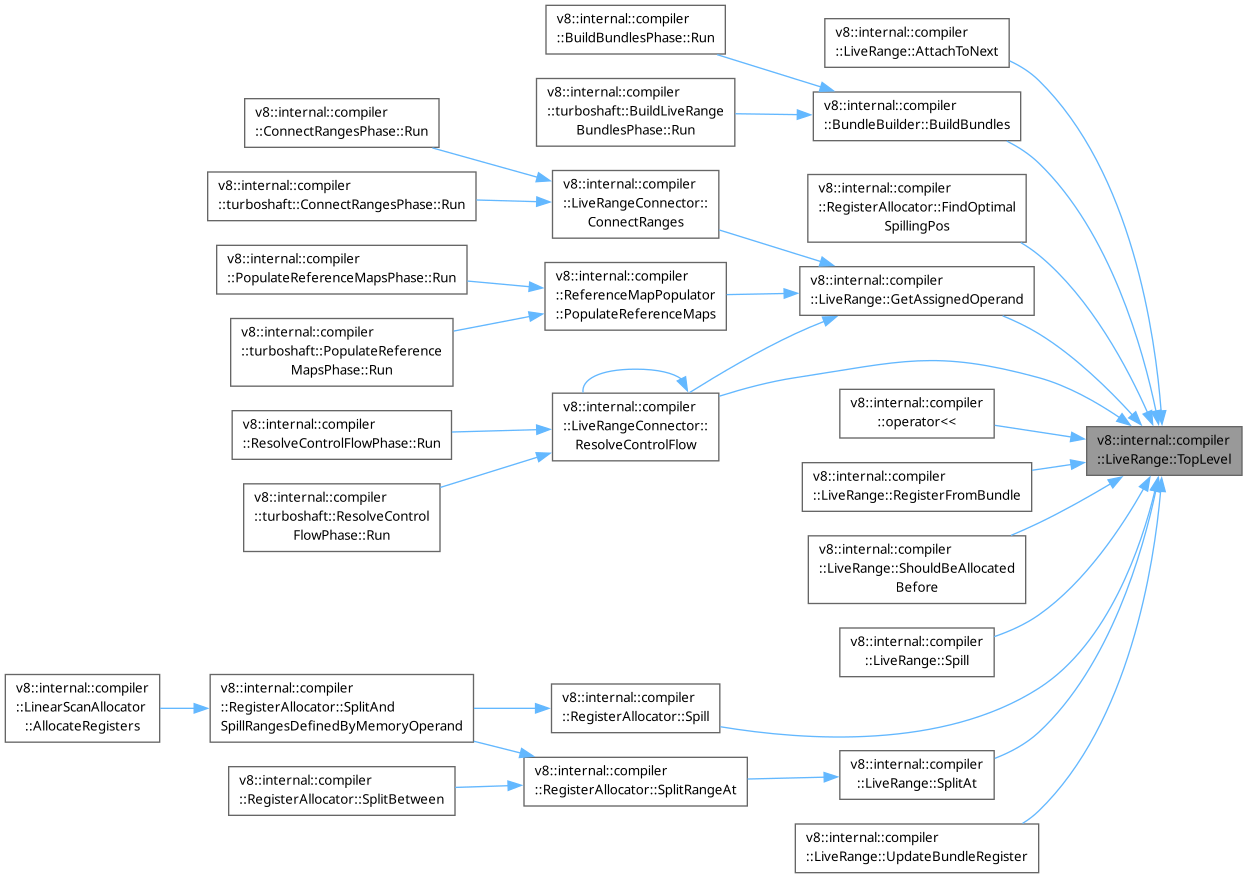 v8::internal::compiler
::BuildBundlesPhase::Run
v8::internal::compiler
::LiveRange::AttachToNext
v8::internal::compiler
::turboshaft::BuildLiveRange
BundlesPhase::Run
v8::internal::compiler
::BundleBuilder::BuildBundles
v8::internal::compiler
::ConnectRangesPhase::Run
v8::internal::compiler
::turboshaft::ConnectRangesPhase::Run
v8::internal::compiler
::LiveRangeConnector::
ConnectRanges
v8::internal::compiler
::RegisterAllocator::FindOptimal
SpillingPos
v8::internal::compiler
::PopulateReferenceMapsPhase::Run
v8::internal::compiler
::ReferenceMapPopulator
::PopulateReferenceMaps
v8::internal::compiler
::LiveRange::GetAssignedOperand
v8::internal::compiler
::turboshaft::PopulateReference
MapsPhase::Run
v8::internal::compiler
::ResolveControlFlowPhase::Run
v8::internal::compiler
::LiveRangeConnector::
ResolveControlFlow
v8::internal::compiler
::operator<<
v8::internal::compiler
::LiveRange::TopLevel
v8::internal::compiler
::turboshaft::ResolveControl
FlowPhase::Run
v8::internal::compiler
::LiveRange::RegisterFromBundle
v8::internal::compiler
::LiveRange::ShouldBeAllocated
Before
v8::internal::compiler
::LiveRange::Spill
v8::internal::compiler
::LinearScanAllocator
::AllocateRegisters
v8::internal::compiler
::RegisterAllocator::SplitAnd
SpillRangesDefinedByMemoryOperand
v8::internal::compiler
::RegisterAllocator::Spill
v8::internal::compiler
::RegisterAllocator::SplitBetween
v8::internal::compiler
::RegisterAllocator::SplitRangeAt
v8::internal::compiler
::LiveRange::SplitAt
v8::internal::compiler
::LiveRange::UpdateBundleRegister